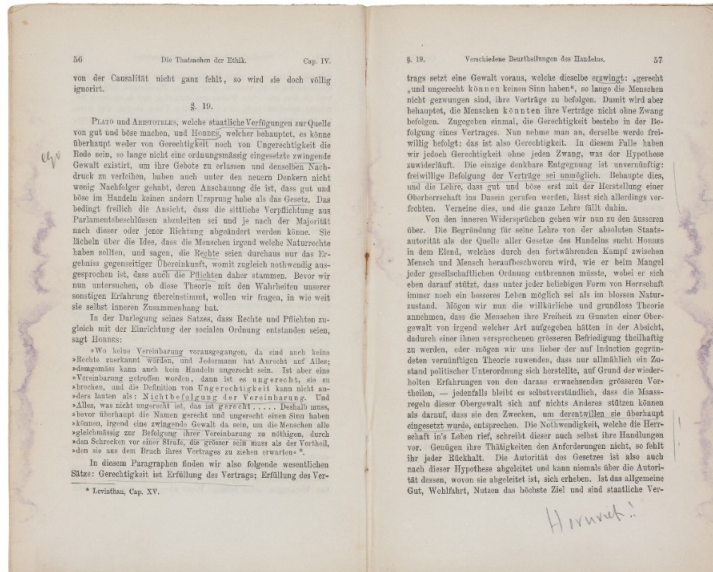 56 Die Thatsachen der Ethik. Cap. IV.
von der Causalität nicht ganz fehlt, so wird sie doch völlig
ignorirt.
§. 19.
PLATO und ARISTOTELES, welche staatliche Verfügungen zur Quelle
von gut und böse machen, und HOBBES, welcher behauptet, es könne
überhaupt weder von Gerechtigkeit noch von Ungerechtigkeit die
Rede sein, so lange nicht eine ordnungsmässig eingesetzte zwingende
Gewalt existirt, um ihre Gebote zu erlassen und denselben Nach-
druck zu verleihen, haben auch unter den neuern Denkern nicht
wenig Nachfolger gehabt, deren Anschauung die ist, dass gut und
böse im Handeln keinen andern Ursprung habe als das Gesetz. Das
bedingt freilich die Ansicht, dass die sittliche Verpflichtung aus
Parlamentsbeschlüssen abzuleiten sei und je nach der Majorität
nach dieser oder jener Richtung abgeändert werden könne. Sie
lächeln über die Idee, dass die Menschen irgend welche Naturrechte
haben sollten, und sagen, die Rechte seien durchaus nur das Er-
gebniss gegenseitiger Übereinkunft, womit zugleich nothwendig aus-
gesprochen ist, dass auch die Pflichten daher stammen. Bevor wir
nun untersuchen, ob diese Theorie mit den Wahrheiten unserer
sonstigen Erfahrung übereinstimmt, wollen wir fragen, in wie weit
sie selbst inneren Zusammenhang hat.
In der Darlegung seines Satzes, dass Rechte und Pflichten zu-
gleich mit der Einrichtung der socialen Ordnung entstanden seien,
sagt HOBBES:
»Wo keine Vereinbarung vorausgegangen, da sind auch keine
»Rechte zuerkannt worden, und Jedermann hat Anrecht auf Alles;
»demgemäss kann auch kein Handeln ungerecht sein. Ist aber eine
»Vereinbarung getroffen worden, dann ist es ungerecht, sie zu
»brechen, und die Definition von Ungerechtigkeit kann nicht an-
»ders lauten als: Nichtbefolgung der Vereinbarung. Und
»Alles, was nicht ungerecht ist, das ist gerecht ..... Deshalb muss,
»bevor überhaupt die Namen gerecht und ungerecht einen Sinn haben
»können, irgend eine zwingende Gewalt da sein, um die Menschen alle
»gleichmässig zur Befolgung ihrer Vereinbarung zu nöthigen, durch
»den Schrecken vor einer Strafe, die grösser sein muss als der Vortheil,
»den sie aus dem Bruch ihres Vertrages zu ziehen erwarten« *.
In diesem Paragraphen finden wir also folgende wesentlichen
Sätze: Gerechtigkeit ist Erfüllung des Vertrags; Erfüllung des Ver-
* Leviathan, Cap. XV.
§. 19. Verschiedene Beurtheilungen des Handelns. 57
trags setzt eine Gewalt voraus, welche dieselbe erzwingt: „gerecht
„und ungerecht können keinen Sinn haben“, so lange die Menschen
nicht gezwungen sind, ihre Verträge zu befolgen. Damit wird aber
behauptet, die Menschen könnten ihre Verträge nicht ohne Zwang
befolgen. Zugegeben einmal, die Gerechtigkeit bestehe in der Be-
folgung eines Vertrages. Nun nehme man an, derselbe werde frei-
willig befolgt: das ist also Gerechtigkeit. In diesem Falle haben
wir jedoch Gerechtigkeit ohne jeden Zwang, was der Hypothese
zuwiderläuft. Die einzige denkbare Entgegnung ist unvernünftig:
freiwillige Befolgung der Verträge sei unmöglich. Behaupte dies,
und die Lehre, dass gut und böse erst mit der Herstellung einer
Oberherrschaft ins Dasein gerufen werden, lässt sich allerdings ver-
fechten. Verneine dies, und die ganze Lehre fällt dahin.
Von den inneren Widersprüchen gehen wir nun zu den äusseren
über. Die Begründung für seine Lehre von der absoluten Staats-
autorität als der Quelle aller Gesetze des Handelns sucht HOBBES
in dem Elend, welches durch den fortwährenden Kampf zwischen
Mensch und Mensch heraufbeschworen wird, wie er beim Mangel
jeder gesellschaftlichen Ordnung entbrennen müsste, wobei er sich
eben darauf stützt, dass unter jeder beliebigen Form von Herrschaft
immer noch ein besseres Leben möglich sei als im blossen Natur-
zustand. Mögen wir nun die willkürliche und grundlose Theorie
annehmen, dass die Menschen ihre Freiheit zu Gunsten einer Ober-
gewalt von irgend welcher Art aufgegeben hätten in der Absicht,
dadurch einer ihnen versprochenen grösseren Befriedigung theilhaftig
zu werden, oder mögen wir uns lieber der auf Induction gegrün-
deten vernünftigen Theorie zuwenden, dass nur allmählich ein Zu-
stand politischer Unterordnung sich herstellte, auf Grund der wieder-
holten Erfahrungen von den daraus erwachsenden grösseren Vor-
theilen, — jedenfalls bleibt es selbstverständlich, dass die Maass-
regeln dieser Obergewalt sich auf nichts Anderes stützen können
als darauf, dass sie den Zwecken, um derentwillen sie überhaupt
eingesetzt wurde, entsprechen. Die Nothwendigkeit, welche die Herr-
schaft in's Leben rief, schreibt dieser auch selbst ihre Handlungen
vor. Genügen ihre Thätigkeiten den Anforderungen nicht, so fehlt
ihr jeder Rückhalt. Die Autorität des Gesetzes ist also auch
nach dieser Hypothese abgeleitet und kann niemals über die Autori-
tät dessen, wovon sie abgeleitet ist, sich erheben. Ist das allgemeine
Gut, Wohlfahrt, Nutzen das höchste Ziel und sind staatliche Ver-